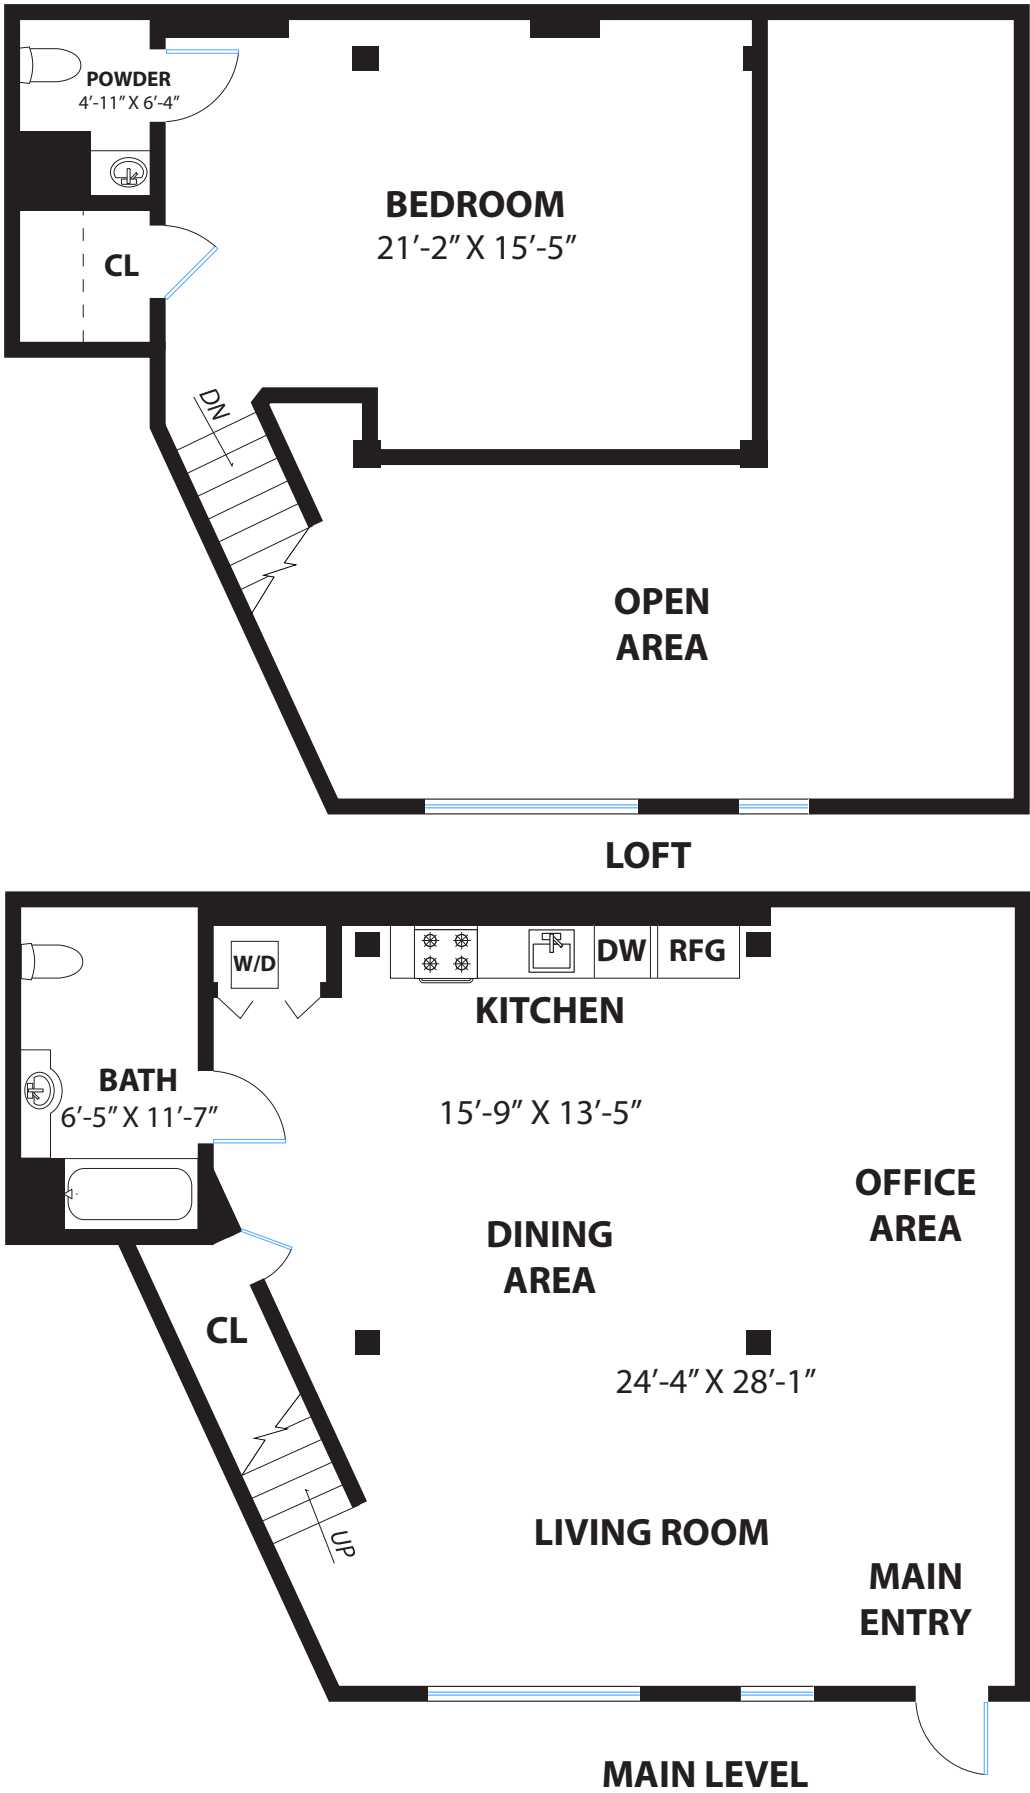 POWDER
4'-11" X 6'-4"
BEDROOM
21'-2" X 15'-5"
CL
DN
OPEN
AREA
LOFT
W/D
DW
RFG
KITCHEN
BATH
6'-5" X 11'-7"
15'-9" X 13'-5"
OFFICE
AREA
DINING
AREA
CL
24'-4" X 28'-1"
UP
LIVING ROOM
MAIN
ENTRY
MAIN LEVEL